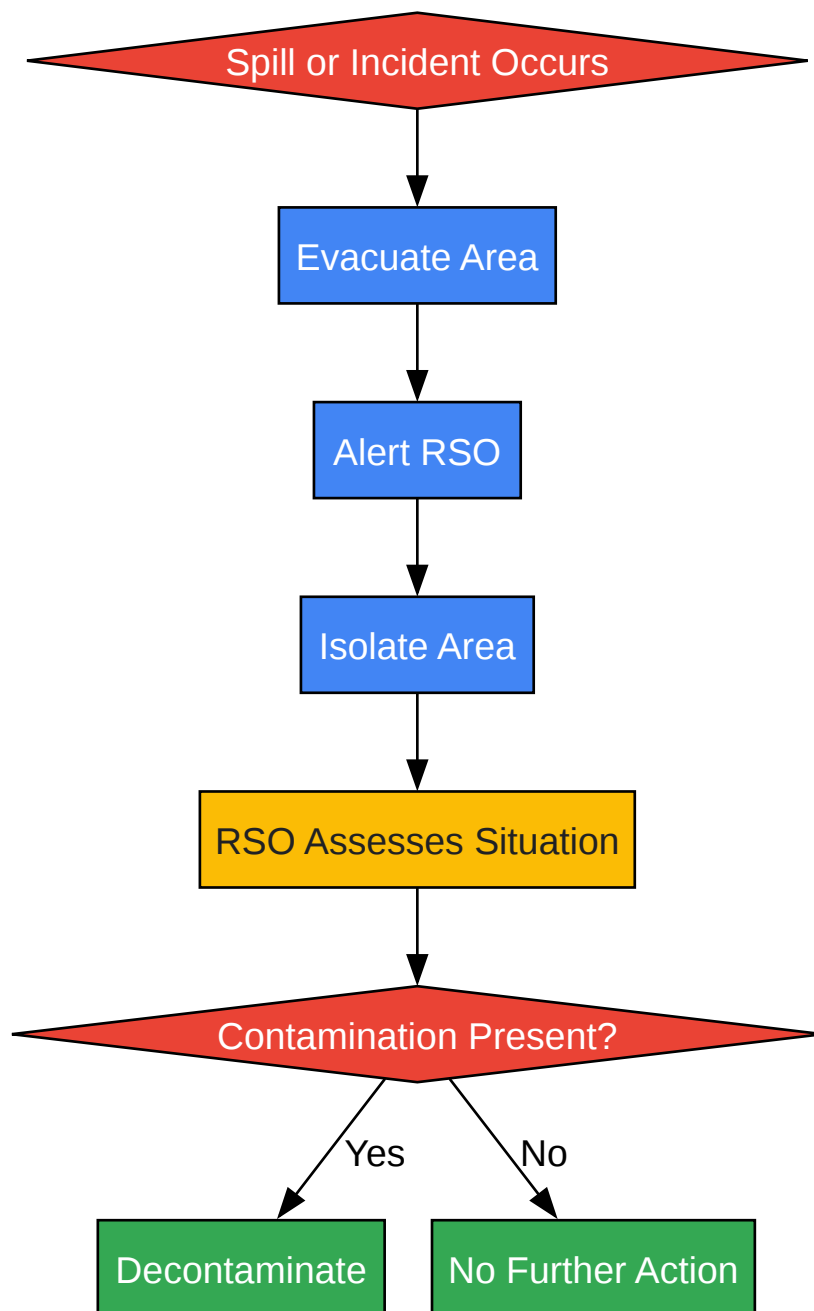 Spill or Incident Occurs
Evacuate Area
Alert RSO
Isolate Area
RSO Assesses Situation
Contamination Present?
Yes
No
Decontaminate
No Further Action